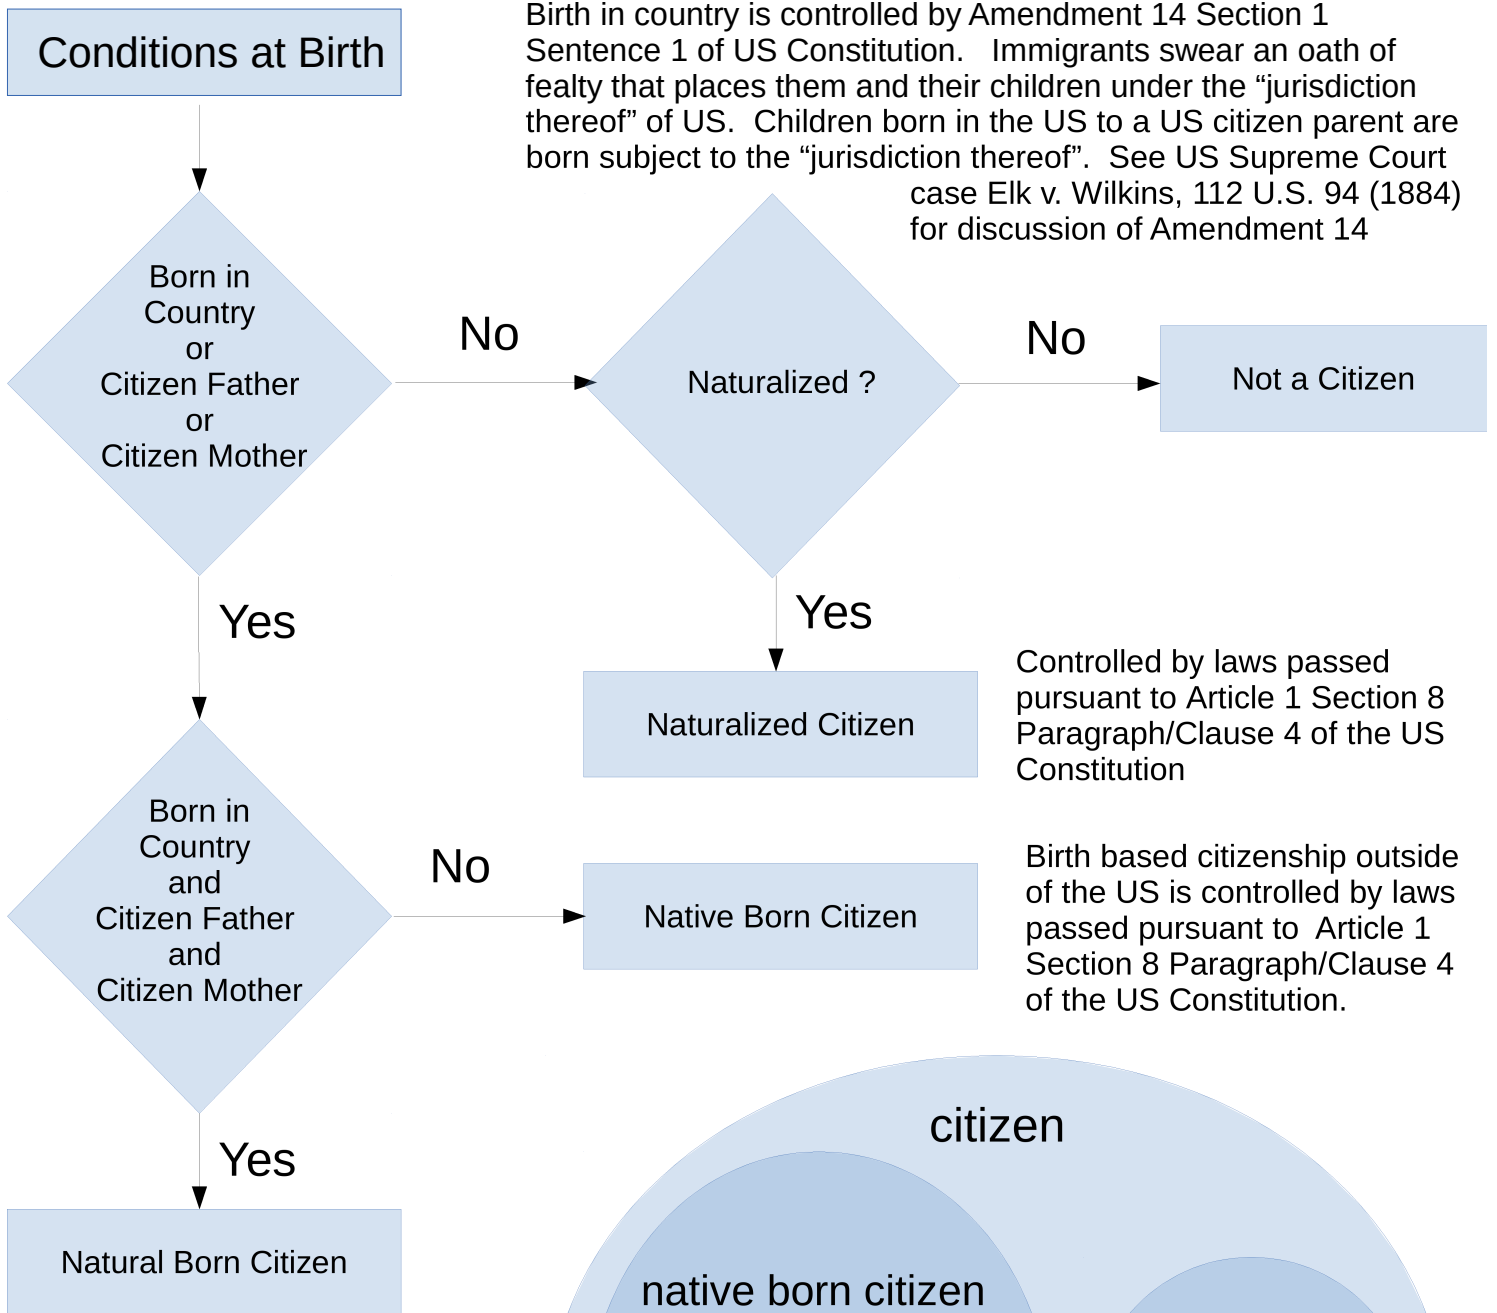 Conditions at Birth
Birth in country is controlled by Amendment 14 Section 1
Sentence 1 of US Constitution.   Immigrants swear an oath of
fealty that places them and their children under the “jurisdiction
thereof” of US.  Children born in the US to a US citizen parent are
born subject to the “jurisdiction thereof”.  See US Supreme Court
case Elk v. Wilkins, 112 U.S. 94 (1884)
for discussion of Amendment 14
Born in
Country
or
Citizen Father
or
Citizen Mother
No
Naturalized ?
No
Not a Citizen
Yes
Yes
Naturalized Citizen
Controlled by laws passed
pursuant to Article 1 Section 8
Paragraph/Clause 4 of the US
Constitution
Born in
Country
and
Citizen Father
and
Citizen Mother
No
Native Born Citizen
Birth based citizenship outside
of the US is controlled by laws
passed pursuant to  Article 1
Section 8 Paragraph/Clause 4
of the US Constitution.
Yes
Natural Born Citizen
citizen
native born citizen